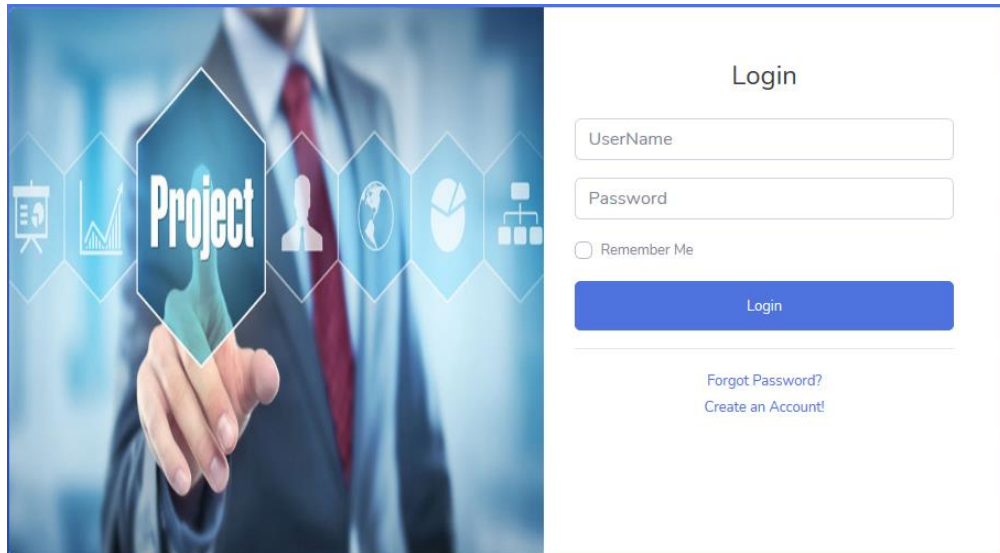 Project
Login
UserName
Password
Remember Me
Login
Forgot Password?
Create an Account!